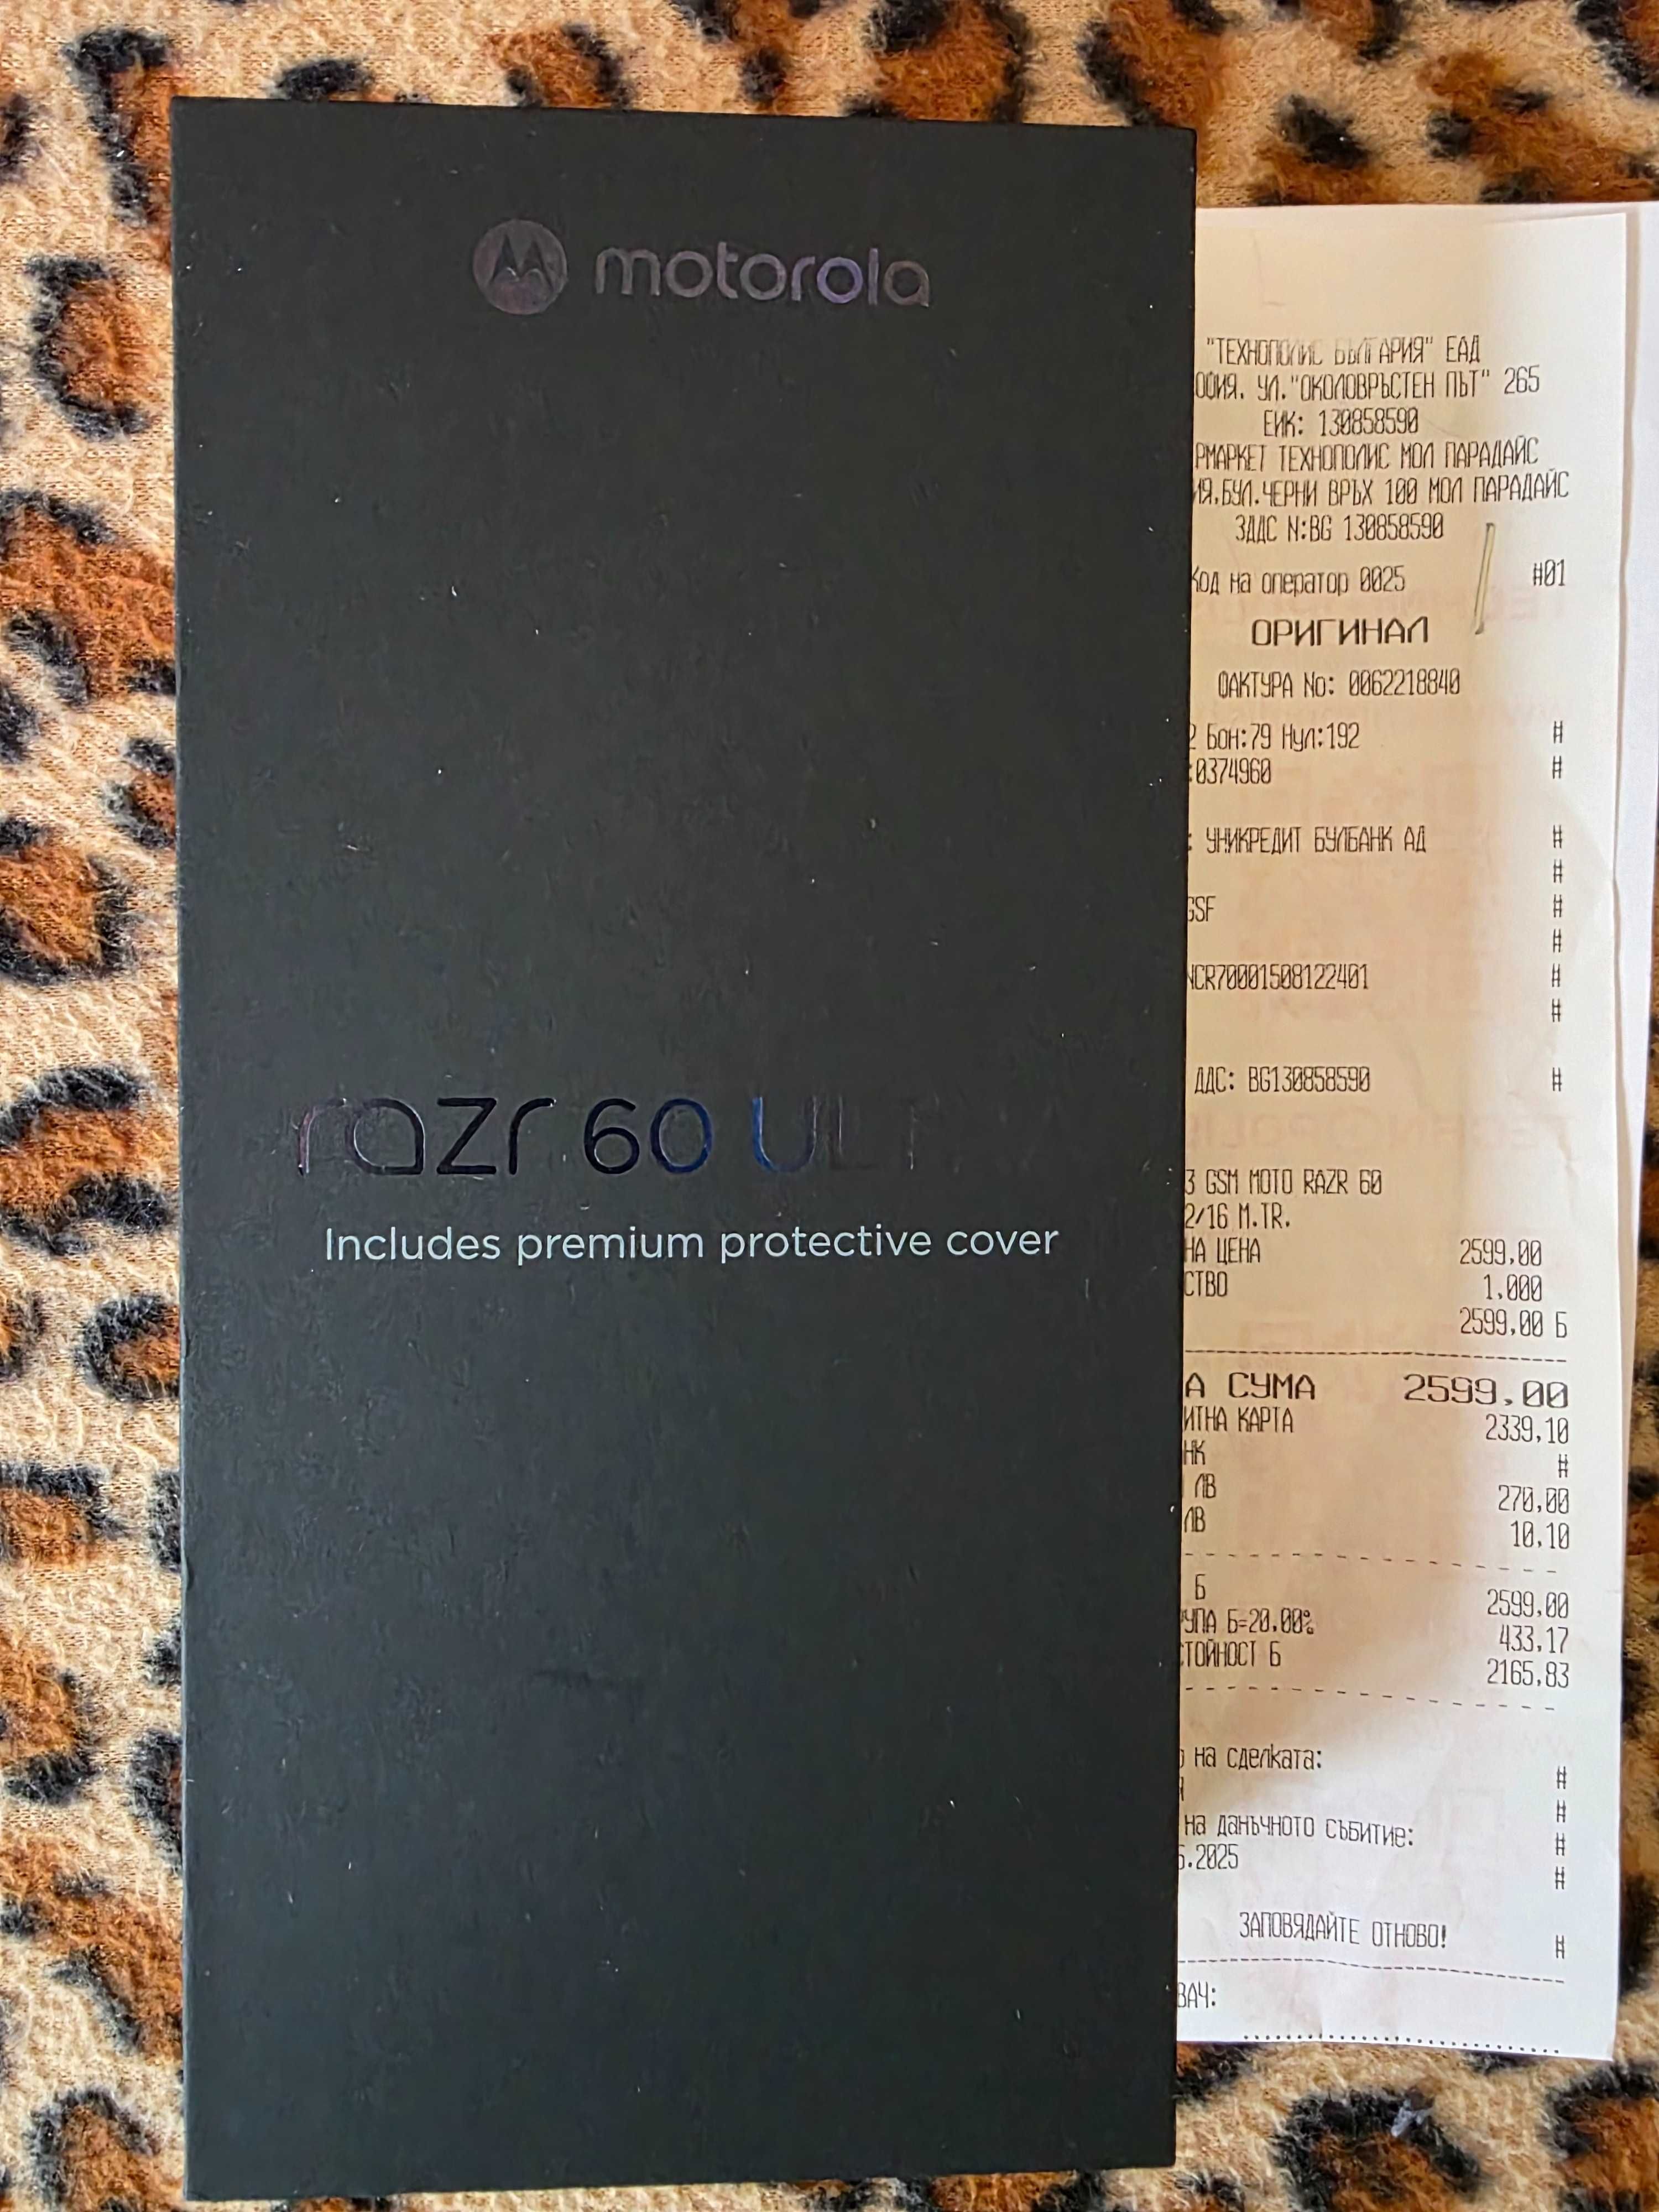 motorola
razr 60 ULT
Includes premium protective cover
"ТЕХНОПОЛИС БЪЛГАРИЯ" ЕАД
ОФИЯ, УЛ."ОКОЛОВРЪСТЕН ПЪТ" 265
ЕИК: 130858590
РМАРКЕТ ТЕХНОПОЛИС МОЛ ПАРАДАЙС
ИЯ,БУЛ.ЧЕРНИ ВРЪХ 100 МОЛ ПАРАДАЙС
ЗДДС N:BG 130858590
Код на оператор 0025 #01
ОРИГИНАЛ
ФАКТУРА No: 0062218840
2 Бон:79 Нул:192 #
:0374960 #
: УНИКРЕДИТ БУЛБАНК АД #
#
GSF #
#
NCR70001508122401 #
#
ДДС: BG130858590 #
3 GSM MOTO RAZR 60
2/16 M.TR.
НА ЦЕНА 2599,00
СТВО 1,000
2599,00 Б
А СУМА 2599,00
ИТНА КАРТА 2339,10
НК #
ЛВ 270,00
ЛВ 10,10
Б 2599,00
УПА Б=20,00% 433,17
СТОЙНОСТ Б 2165,83
о на сделката: #
Я #
на данъчното събитие: #
5.2025 #
ЗАПОВЯДАЙТЕ ОТНОВО! #
ВАЧ: